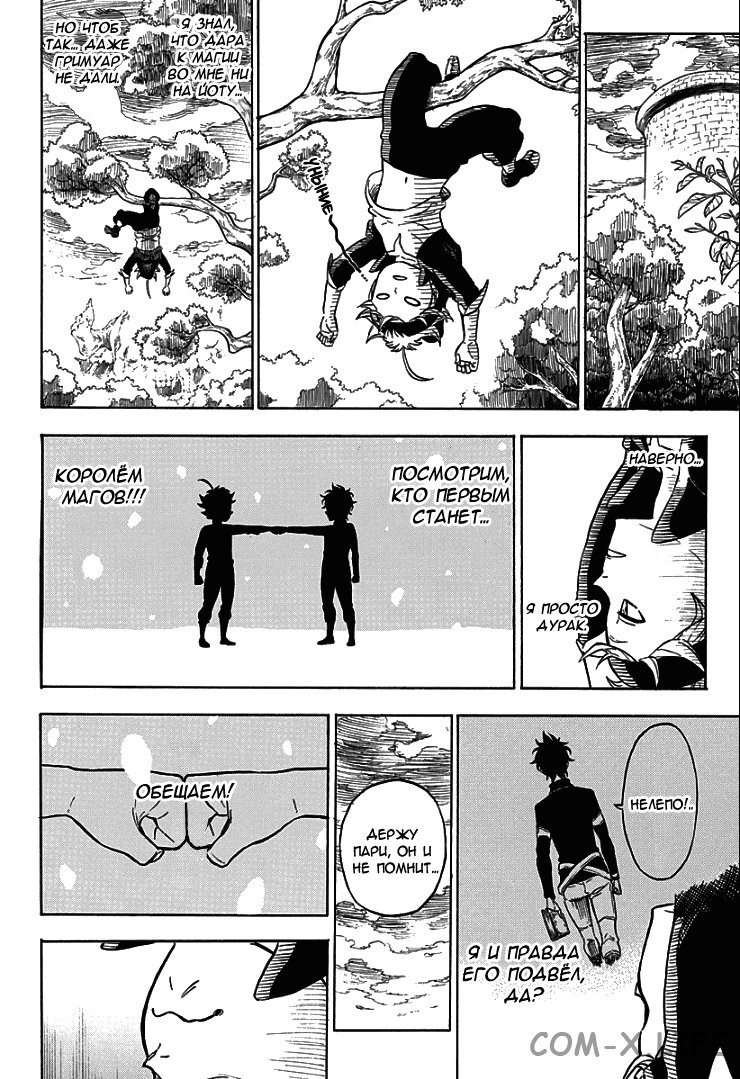 Я ЗНАЛ,
ЧТО ДАРА
К МАГИИ
ВО МНЕ НИ
НА ЙОТУ...
НО ЧТОБ
ТАК... ДАЖЕ
ГРИМУАР
НЕ ДАЛИ.
УНЫНИЕ
НАВЕРНО...
Я ПРОСТО
ДУРАК.
ПОСМОТРИМ,
КТО ПЕРВЫМ
СТАНЕТ...
КОРОЛЁМ
МАГОВ!!!
НЕЛЕПО!..
Я И ПРАВДА
ЕГО ПОДВЁЛ,
ДА?
ДЕРЖУ
ПАРИ, ОН И
НЕ ПОМНИТ...
ОБЕЩАЕМ!
COM-X.LIFE